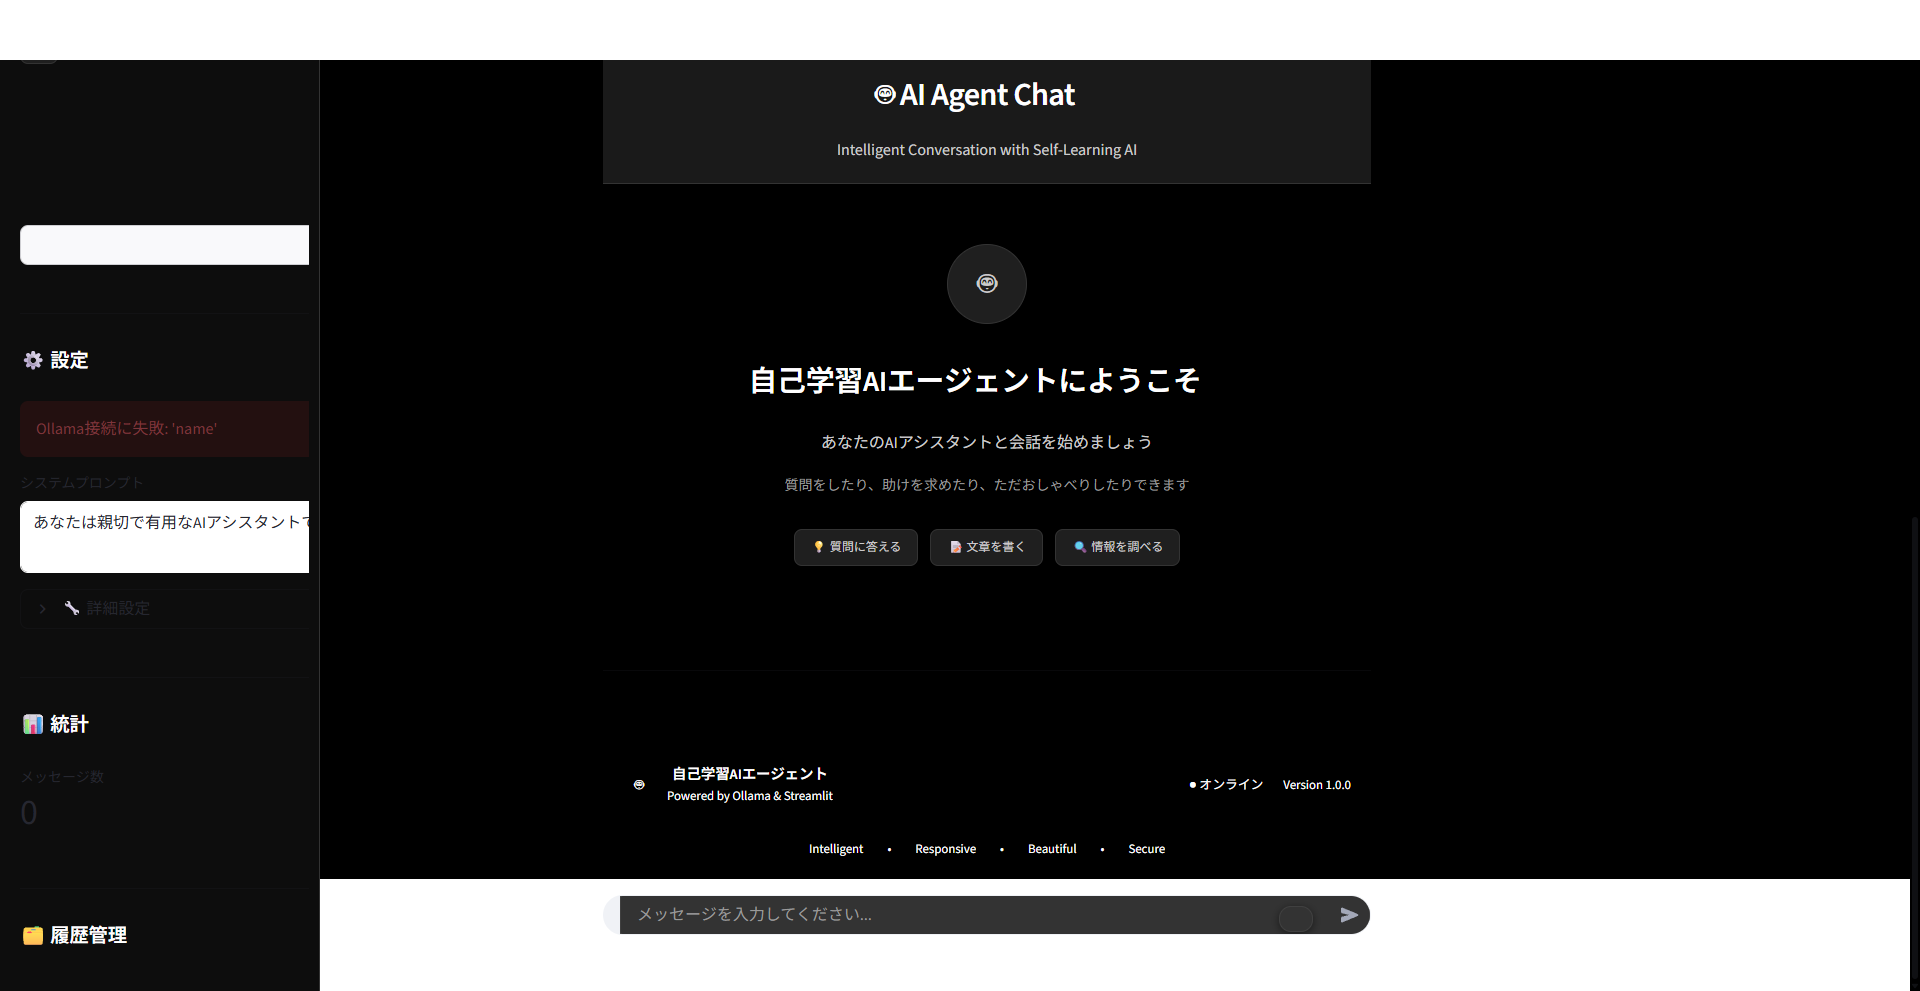 AI Agent Chat
Intelligent Conversation with Self-Learning AI
設定
Ollama接続に失敗: 'name'
システムプロンプト
あなたは親切で有用なAIアシスタントで
詳細設定
統計
メッセージ数
0
履歴管理
自己学習AIエージェントにようこそ
あなたのAIアシスタントと会話を始めましょう
質問をしたり、助けを求めたり、ただおしゃべりしたりできます
質問に答える
文章を書く
情報を調べる
自己学習AIエージェント
Powered by Ollama & Streamlit
オンライン
Version 1.0.0
Intelligent • Responsive • Beautiful • Secure
メッセージを入力してください...